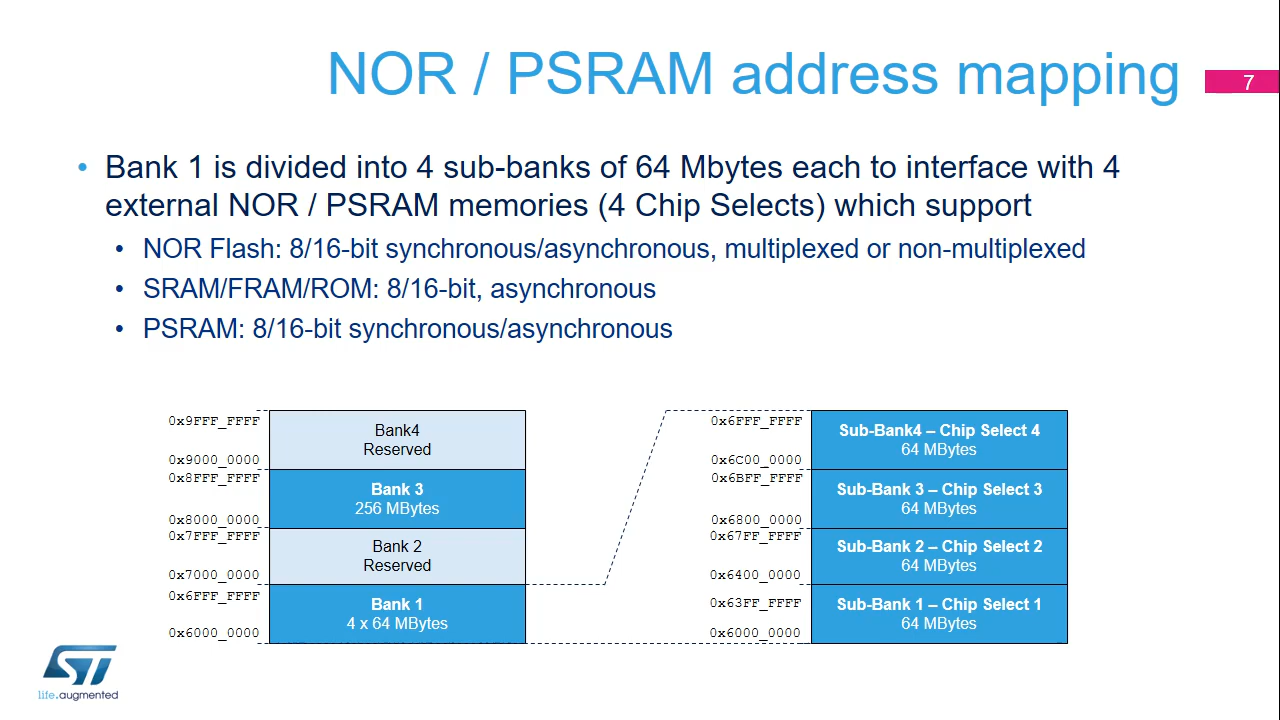 NOR / PSRAM address mapping
7
• Bank 1 is divided into 4 sub-banks of 64 Mbytes each to interface with 4
external NOR / PSRAM memories (4 Chip Selects) which support
• NOR Flash: 8/16-bit synchronous/asynchronous, multiplexed or non-multiplexed
• SRAM/FRAM/ROM: 8/16-bit, asynchronous
• PSRAM: 8/16-bit synchronous/asynchronous
0x9FFF_FFFF
Bank4
Reserved
0x9000_0000
0x8FFF_FFFF
Bank 3
256 MBytes
0x8000_0000
0x7FFF_FFFF
Bank 2
Reserved
0x7000_0000
0x6FFF_FFFF
Bank 1
4 x 64 MBytes
0x6000_0000
0x6FFF_FFFF
Sub-Bank4 – Chip Select 4
64 MBytes
0x6C00_0000
0x6BFF_FFFF
Sub-Bank 3 – Chip Select 3
64 MBytes
0x6800_0000
0x67FF_FFFF
Sub-Bank 2 – Chip Select 2
64 MBytes
0x6400_0000
0x63FF_FFFF
Sub-Bank 1 – Chip Select 1
64 MBytes
0x6000_0000
ST
life.augmented